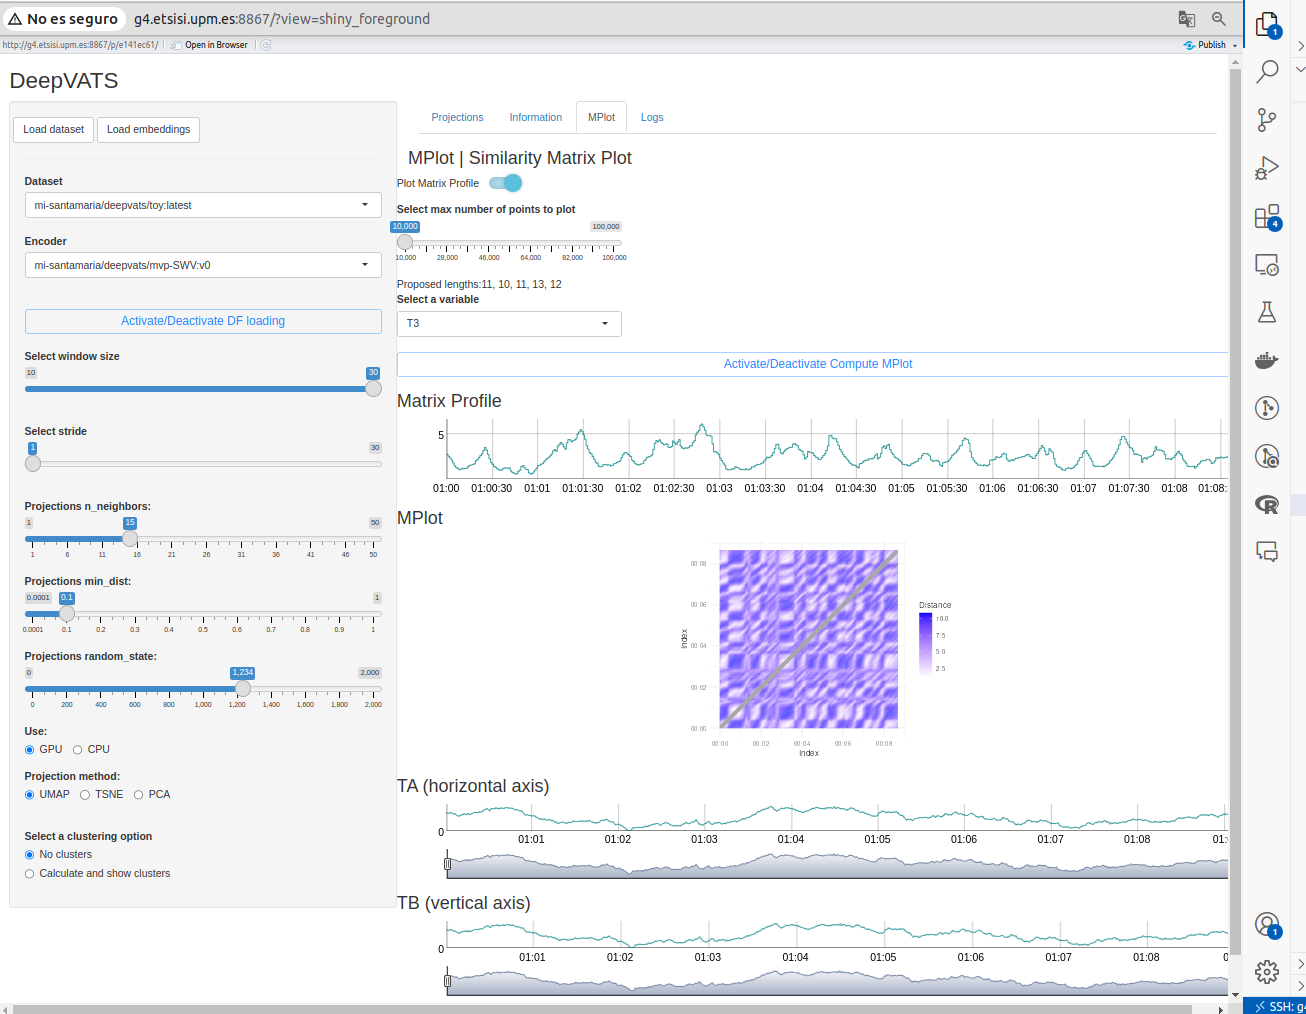 No es seguro g4.etsisi.upm.es:8867/?view=shiny_foreground
http://g4.etsisi.upm.es:8867/p/e141ec61/ Open in Browser Publish
DeepVATS
Load dataset Load embeddings
Dataset
mi-santamaria/deepvats/toy:latest
Encoder
mi-santamaria/deepvats/mvp-SWV:v0
Activate/Deactivate DF loading
Select window size
10 30
Select stride
1 30
Projections n_neighbors:
1 15 50
1 6 11 16 21 26 31 36 41 46 50
Projections min_dist:
0.0001 0.1 1
0.0001 0.1 0.2 0.3 0.4 0.5 0.6 0.7 0.8 0.9 1
Projections random_state:
0 1,234 2,000
0 200 400 600 800 1,000 1,200 1,400 1,600 1,800 2,000
Use:
GPU CPU
Projection method:
UMAP TSNE PCA
Select a clustering option
No clusters
Calculate and show clusters
Projections Information MPlot Logs
MPlot | Similarity Matrix Plot
Plot Matrix Profile
Select max number of points to plot
10,000 100,000
10,000 28,000 46,000 64,000 82,000 100,000
Proposed lengths:11, 10, 11, 13, 12
Select a variable
T3
Activate/Deactivate Compute MPlot
Matrix Profile
5
01:00 01:00:30 01:01 01:01:30 01:02 01:02:30 01:03 01:03:30 01:04 01:04:30 01:05 01:05:30 01:06 01:06:30 01:07 01:07:30 01:08 01:08:
MPlot
00:08
00:06
00:04
00:02
00:00
Index
00:00 00:02 00:04 00:06 00:08
Index
Distance
10.0
7.5
5.0
2.5
TA (horizontal axis)
0
01:01 01:02 01:03 01:04 01:05 01:06 01:07 01:08 01:
TB (vertical axis)
0
01:01 01:02 01:03 01:04 01:05 01:06 01:07 01:08 0
1
4
R
1
SSH: g4